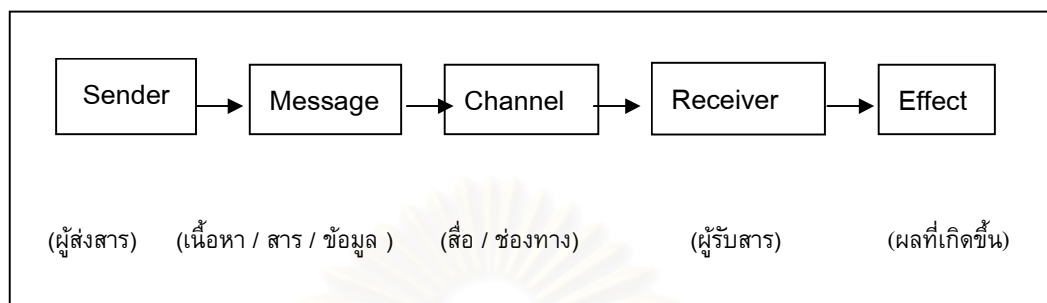 Sender Message Channel Receiver Effect
(ผู้ส่งสาร) (เนื้อหา / สาร / ข้อมูล ) (สื่อ / ช่องทาง) (ผู้รับสาร) (ผลที่เกิดขึ้น)